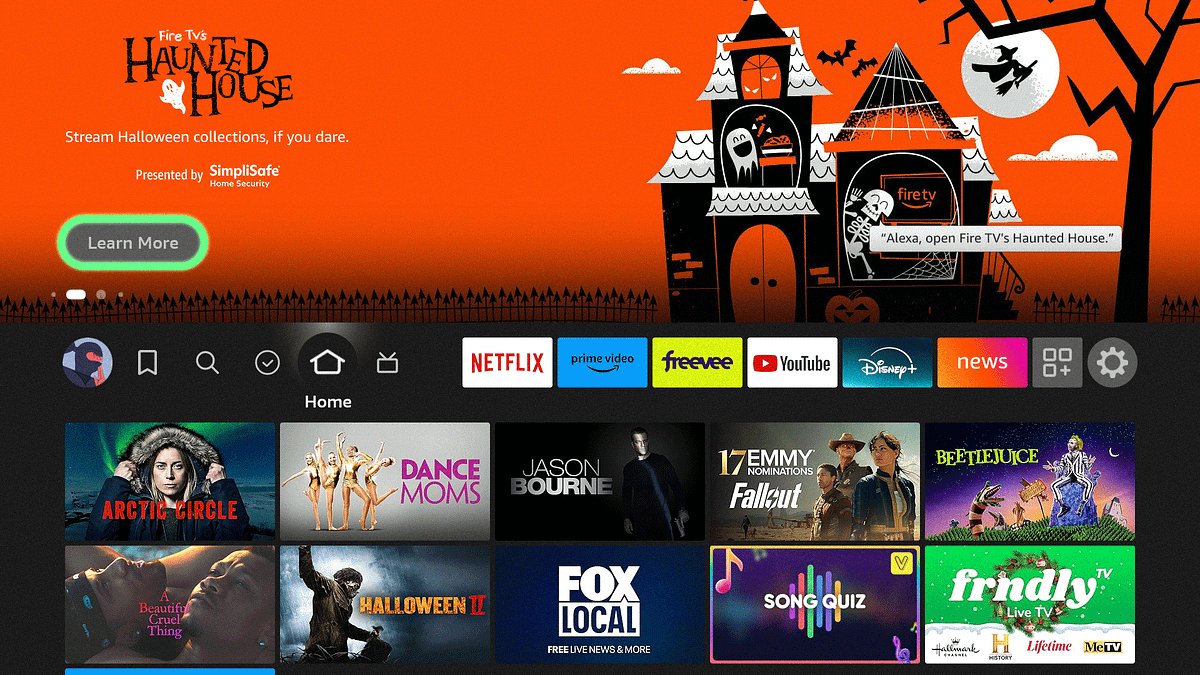 Fire TV's
HAUNTED
HOUSE
Stream Halloween collections, if you dare.
Presented by SimpliSafe
Home Security
Learn More
firetv
“Alexa, open Fire TV's Haunted House.”
NETFLIX
prime video
freevee
YouTube
Disney+
news
Home
ARCTIC CIRCLE
DANCE
MOMS
JASON
BOURNE
17 EMMY
NOMINATIONS
Fallout
BEETLEJUICE
A
Beautiful
Cruel
Thing
HALLOWEEN II
FOX
LOCAL
FREE LIVE NEWS & MORE
V
SONG QUIZ
frndly TV
Live TV
Hallmark
CHANNEL
H
HISTORY
Lifetime
MeTV